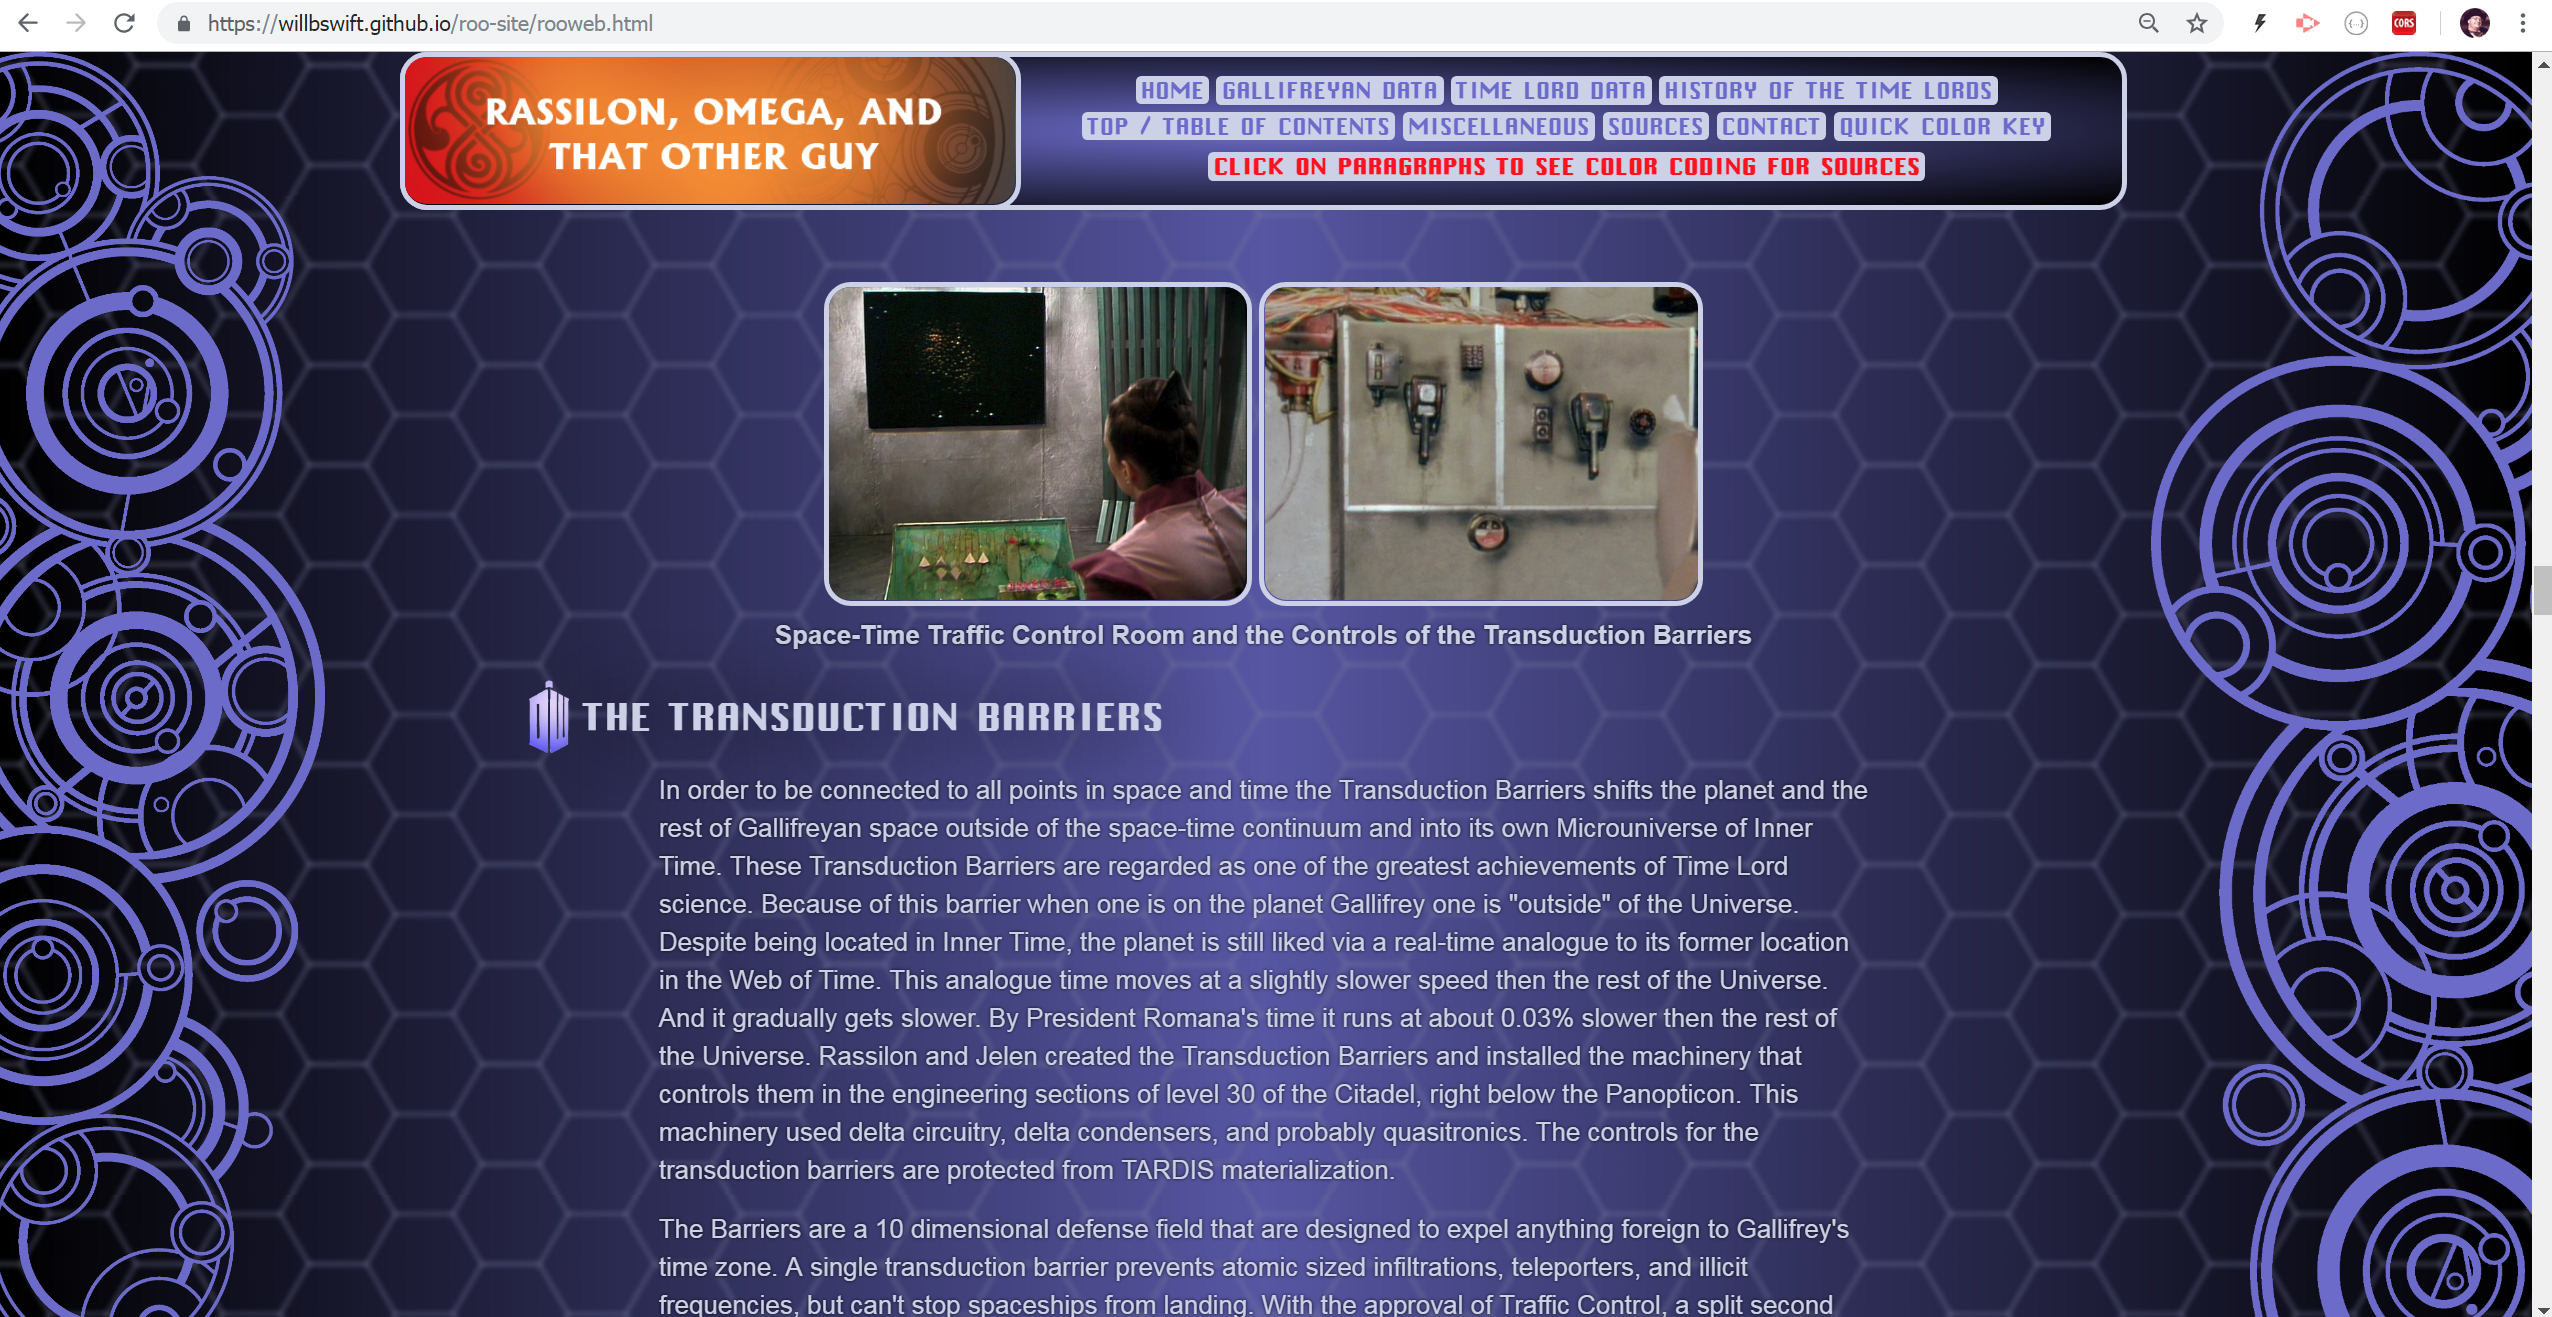 https://willbswift.github.io/roo-site/rooweb.html
CORS
RASSILON, OMEGA, AND
THAT OTHER GUY
HOME GALLIFREYAN DATA TIME LORD DATA HISTORY OF THE TIME LORDS
TOP / TABLE OF CONTENTS MISCELLANEOUS SOURCES CONTACT QUICK COLOR KEY
CLICK ON PARAGRAPHS TO SEE COLOR CODING FOR SOURCES
Space-Time Traffic Control Room and the Controls of the Transduction Barriers
THE TRANSDUCTION BARRIERS
In order to be connected to all points in space and time the Transduction Barriers shifts the planet and the
rest of Gallifreyan space outside of the space-time continuum and into its own Microuniverse of Inner
Time. These Transduction Barriers are regarded as one of the greatest achievements of Time Lord
science. Because of this barrier when one is on the planet Gallifrey one is "outside" of the Universe.
Despite being located in Inner Time, the planet is still liked via a real-time analogue to its former location
in the Web of Time. This analogue time moves at a slightly slower speed then the rest of the Universe.
And it gradually gets slower. By President Romana's time it runs at about 0.03% slower then the rest of
the Universe. Rassilon and Jelen created the Transduction Barriers and installed the machinery that
controls them in the engineering sections of level 30 of the Citadel, right below the Panopticon. This
machinery used delta circuitry, delta condensers, and probably quasitronics. The controls for the
transduction barriers are protected from TARDIS materialization.
The Barriers are a 10 dimensional defense field that are designed to expel anything foreign to Gallifrey's
time zone. A single transduction barrier prevents atomic sized infiltrations, teleporters, and illicit
frequencies, but can't stop spaceships from landing. With the approval of Traffic Control, a split second